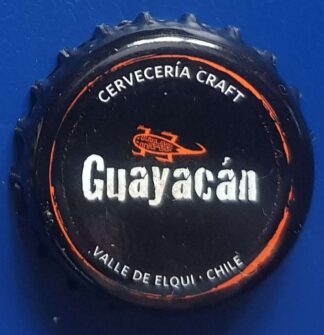 CERVECERÍA CRAFT
Guayacán
VALLE DE ELQUI · CHILE